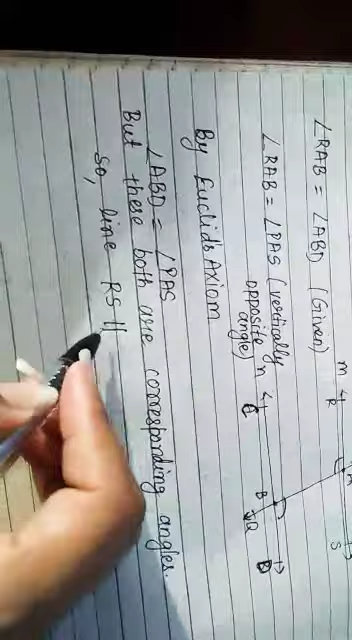 ∠RAB = ∠ABD (Given)
∠RAB = ∠PAS (vertically
opposite
angle)
By Euclids Axiom
∠ABD = ∠PAS
But these both are corresponding angles.
So, line RS ||
m
R
A
S
n
C
B
D
Q